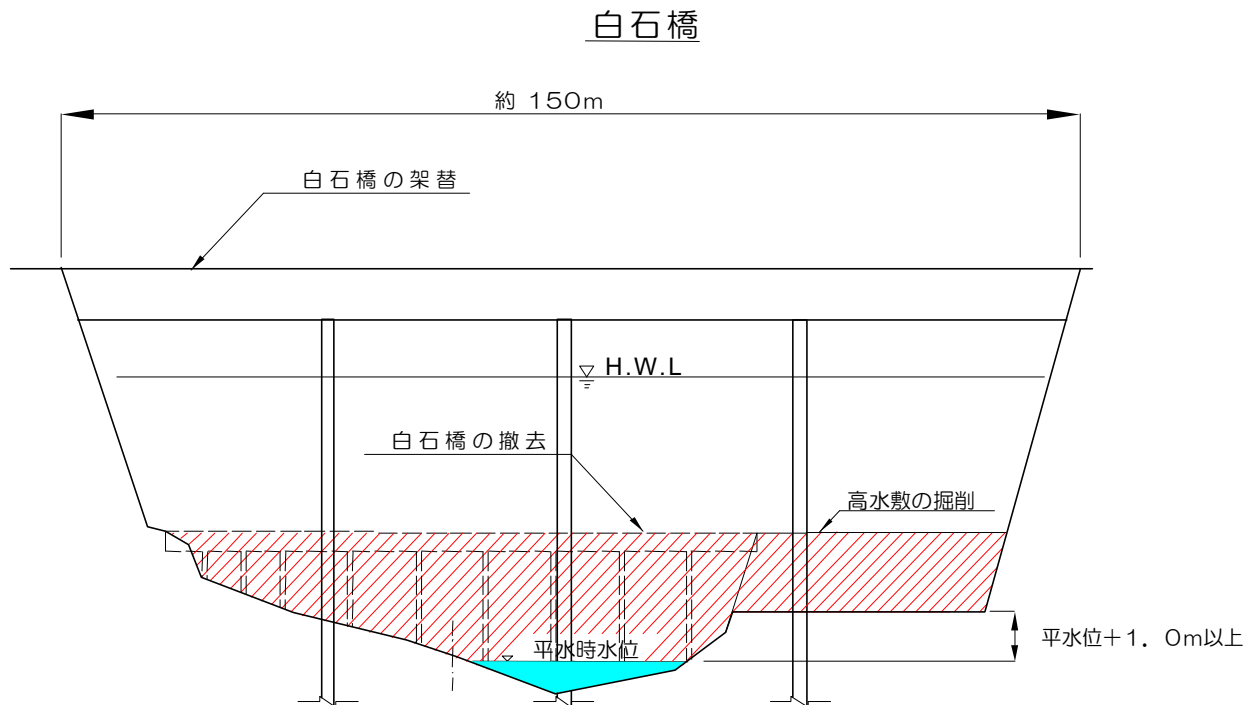 白石橋
約 150m
白石橋の架替
H.W.L
白石橋の撤去
高水敷の掘削
平水時水位
平水位+1.0m以上